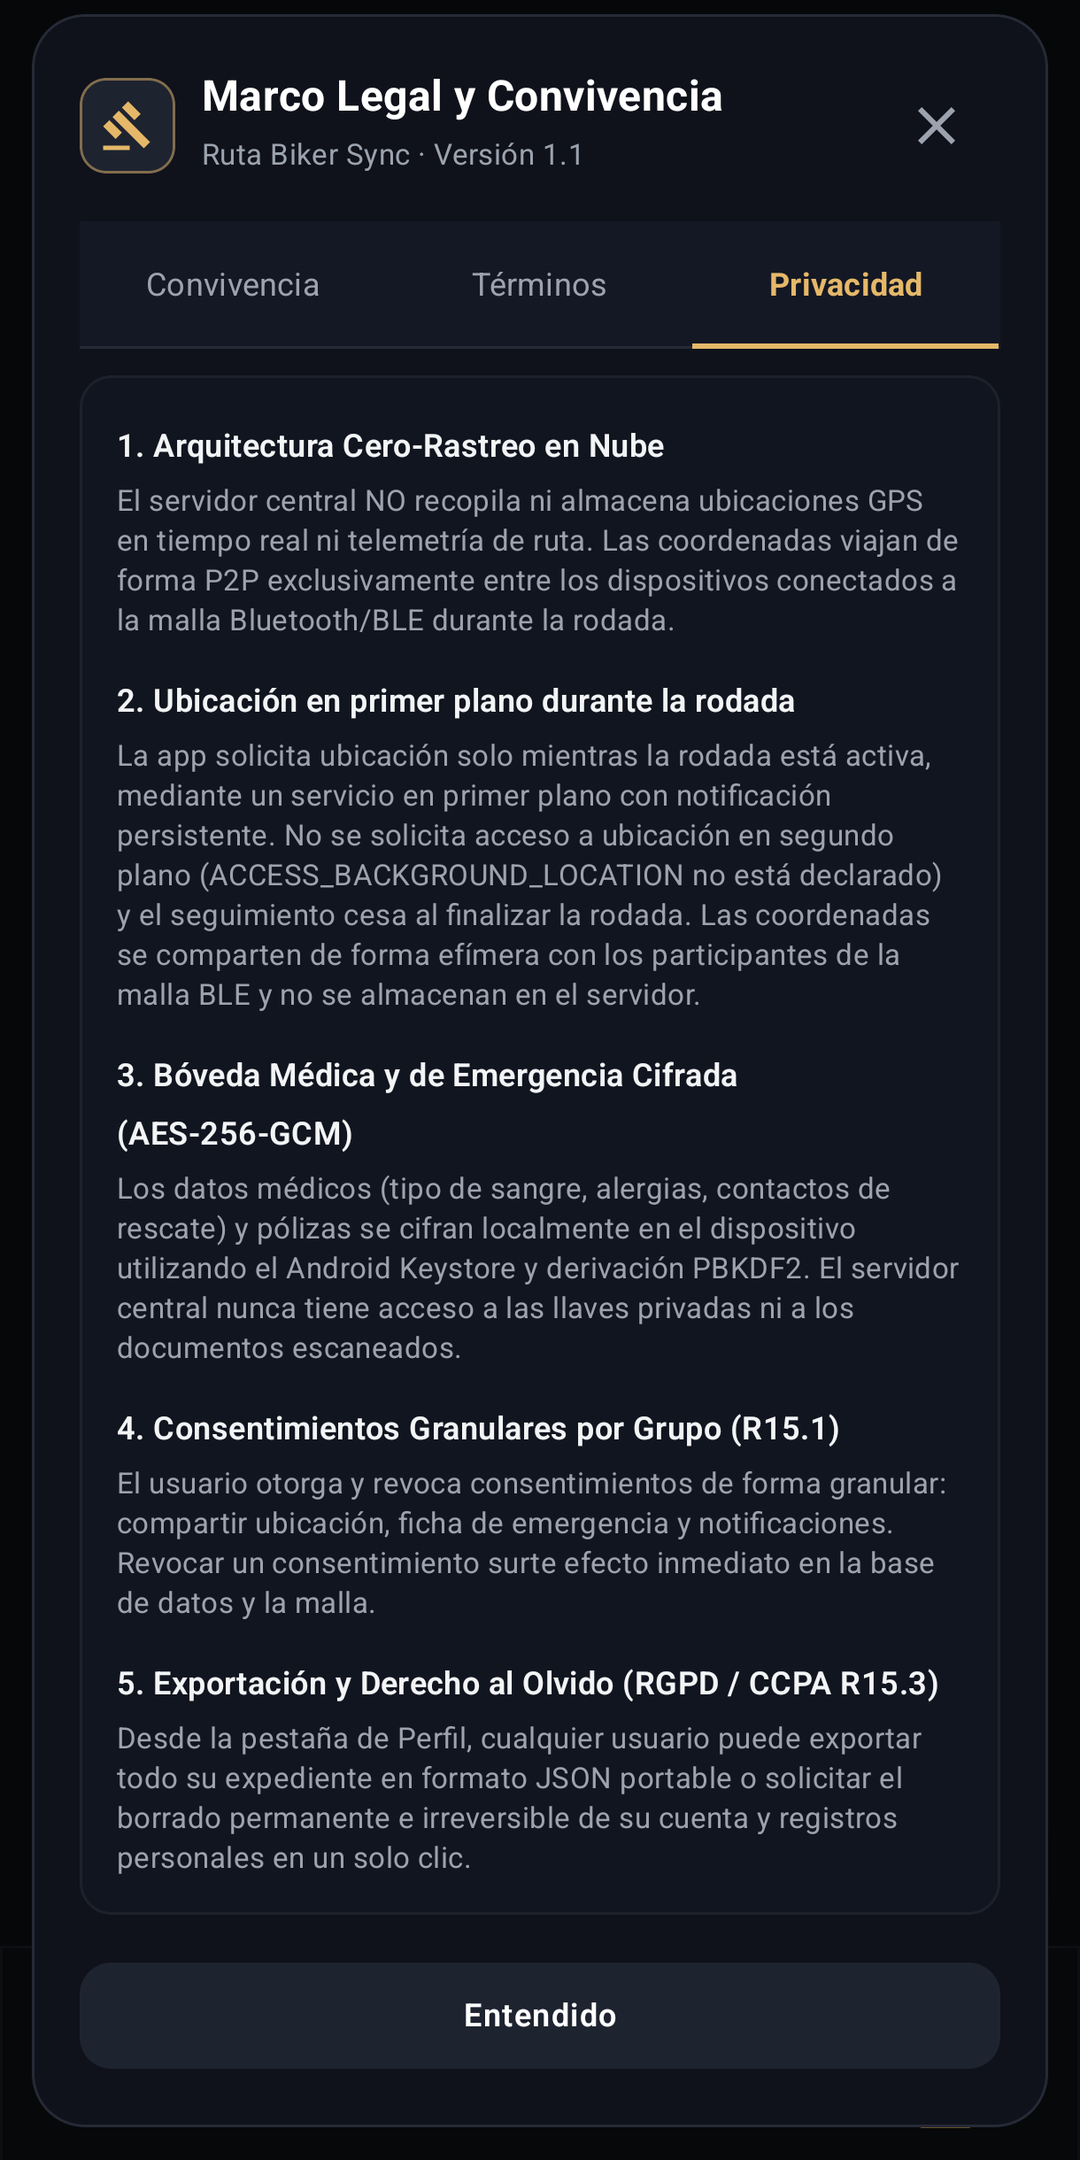 Marco Legal y Convivencia
Ruta Biker Sync · Versión 1.1
Convivencia
Términos
Privacidad
1. Arquitectura Cero-Rastreo en Nube
El servidor central NO recopila ni almacena ubicaciones GPS
en tiempo real ni telemetría de ruta. Las coordenadas viajan de
forma P2P exclusivamente entre los dispositivos conectados a
la malla Bluetooth/BLE durante la rodada.
2. Ubicación en primer plano durante la rodada
La app solicita ubicación solo mientras la rodada está activa,
mediante un servicio en primer plano con notificación
persistente. No se solicita acceso a ubicación en segundo
plano (ACCESS_BACKGROUND_LOCATION no está declarado)
y el seguimiento cesa al finalizar la rodada. Las coordenadas
se comparten de forma efímera con los participantes de la
malla BLE y no se almacenan en el servidor.
3. Bóveda Médica y de Emergencia Cifrada
(AES-256-GCM)
Los datos médicos (tipo de sangre, alergias, contactos de
rescate) y pólizas se cifran localmente en el dispositivo
utilizando el Android Keystore y derivación PBKDF2. El servidor
central nunca tiene acceso a las llaves privadas ni a los
documentos escaneados.
4. Consentimientos Granulares por Grupo (R15.1)
El usuario otorga y revoca consentimientos de forma granular:
compartir ubicación, ficha de emergencia y notificaciones.
Revocar un consentimiento surte efecto inmediato en la base
de datos y la malla.
5. Exportación y Derecho al Olvido (RGPD / CCPA R15.3)
Desde la pestaña de Perfil, cualquier usuario puede exportar
todo su expediente en formato JSON portable o solicitar el
borrado permanente e irreversible de su cuenta y registros
personales en un solo clic.
Entendido